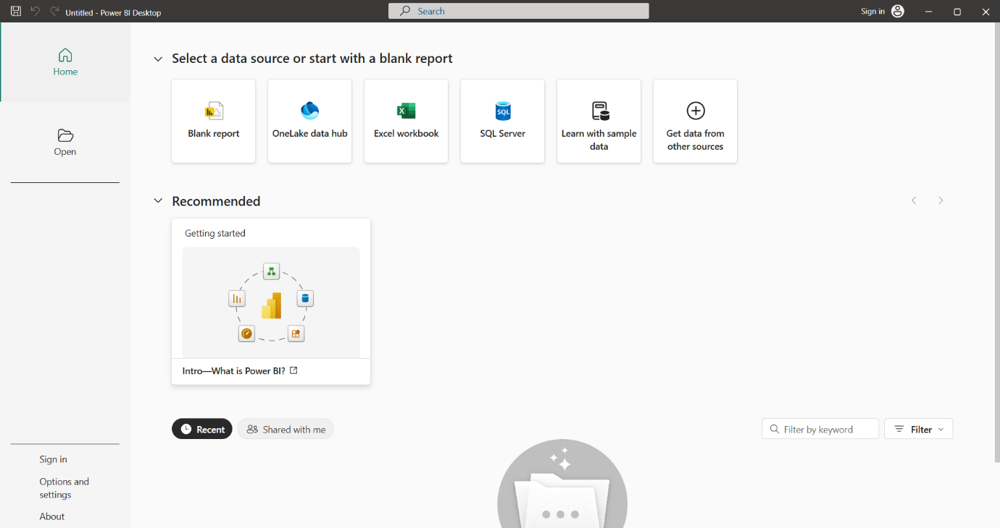 Untitled - Power BI Desktop
Search
Sign in
Home
Open
Select a data source or start with a blank report
Blank report
OneLake data hub
Excel workbook
SQL
SQL Server
Learn with sample
data
Get data from
other sources
Recommended
Getting started
Intro—What is Power BI?
Recent
Shared with me
Filter by keyword
Filter
Sign in
Options and
settings
About